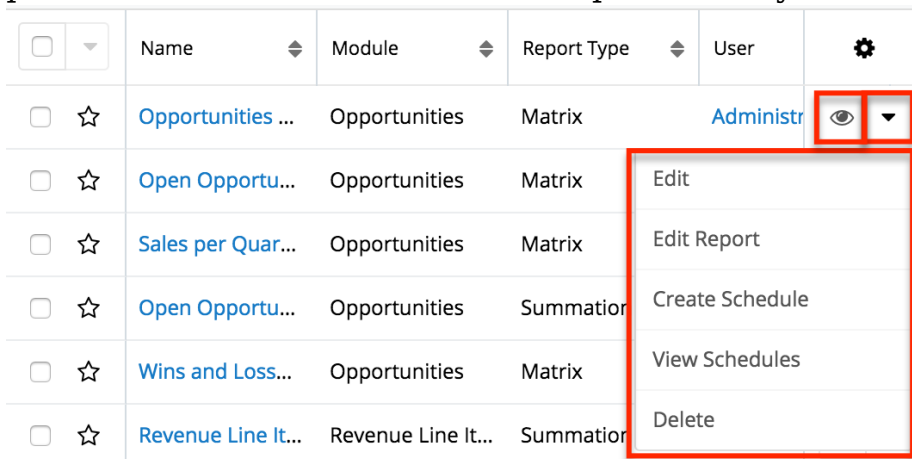 Name Module Report Type User
Opportunities ... Opportunities Matrix Administr
Open Opportu... Opportunities Matrix
Edit
Sales per Quar... Opportunities Matrix
Edit Report
Open Opportu... Opportunities Summation
Create Schedule
Wins and Loss... Opportunities Matrix
View Schedules
Revenue Line It... Revenue Line It... Summation
Delete